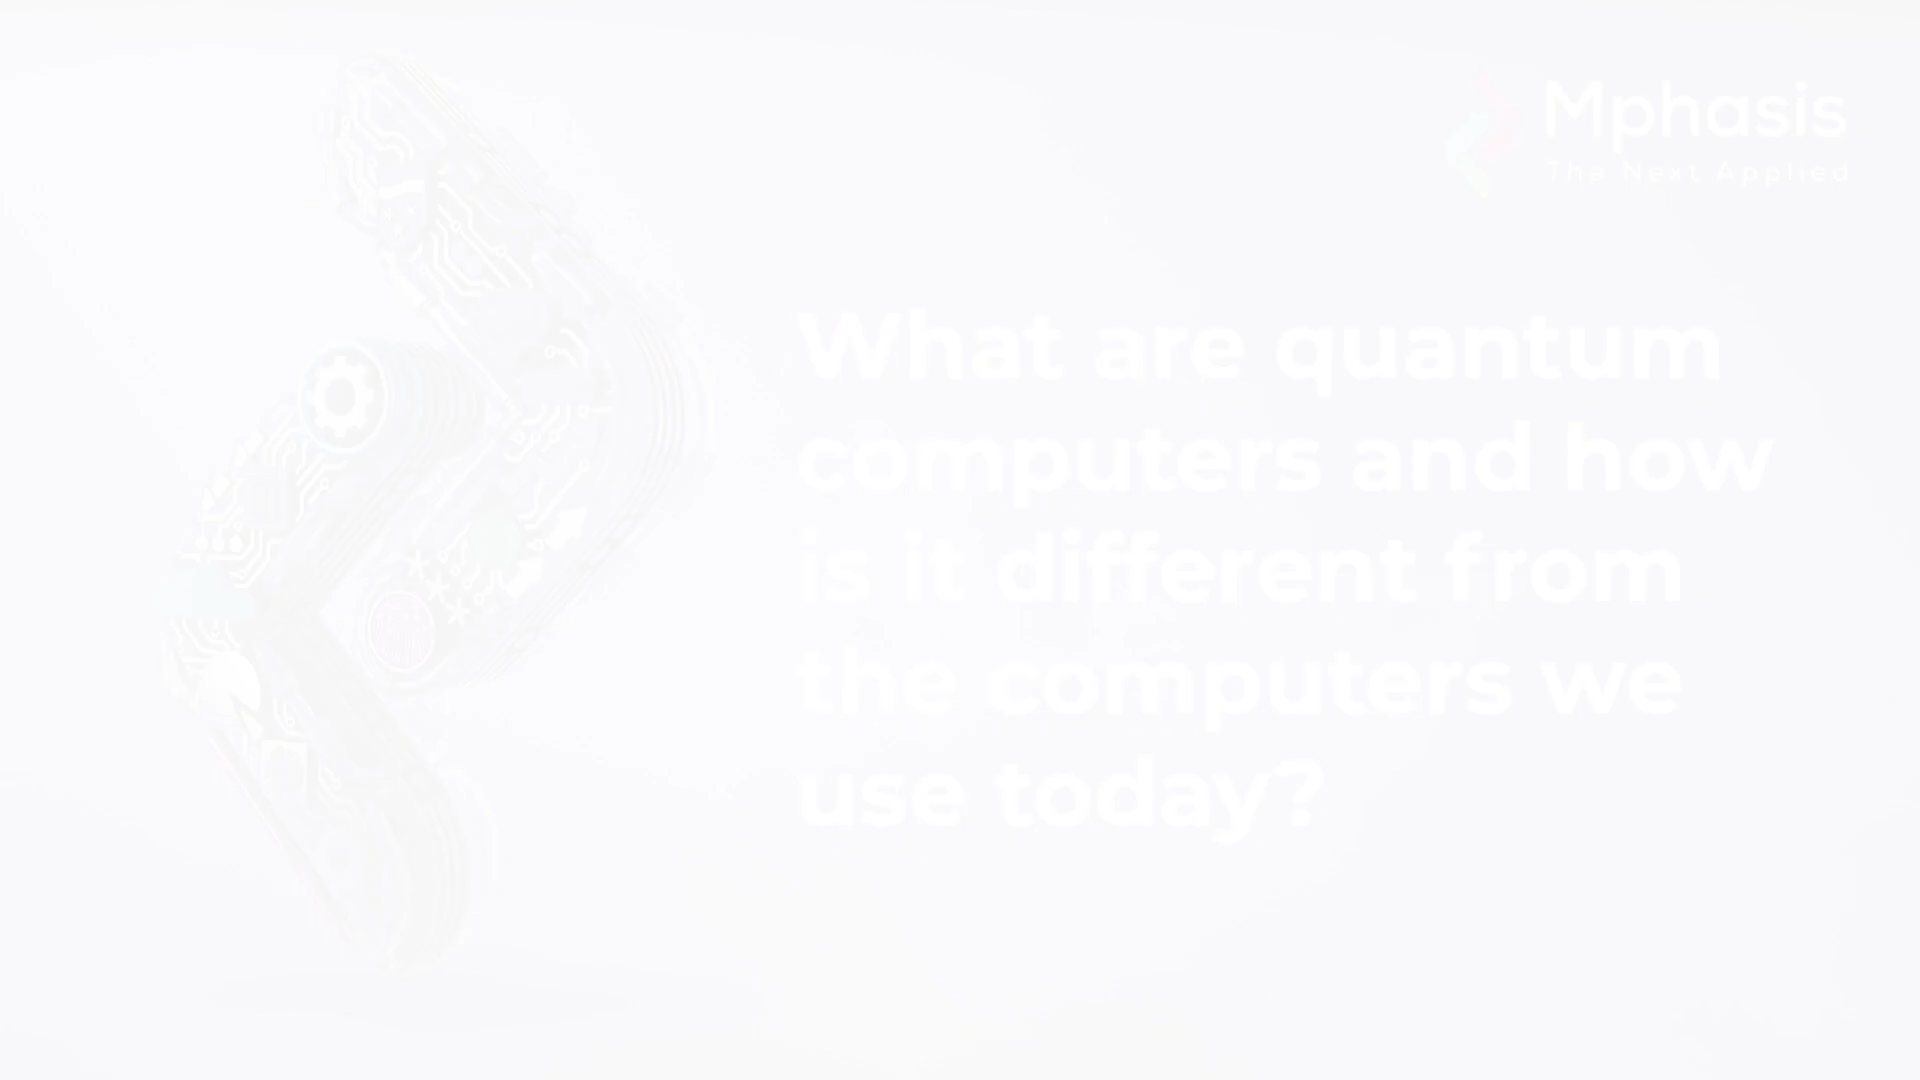 Mphasis
The Next Applied
What are quantum
computers and how
is it different from
the computers we
use today?